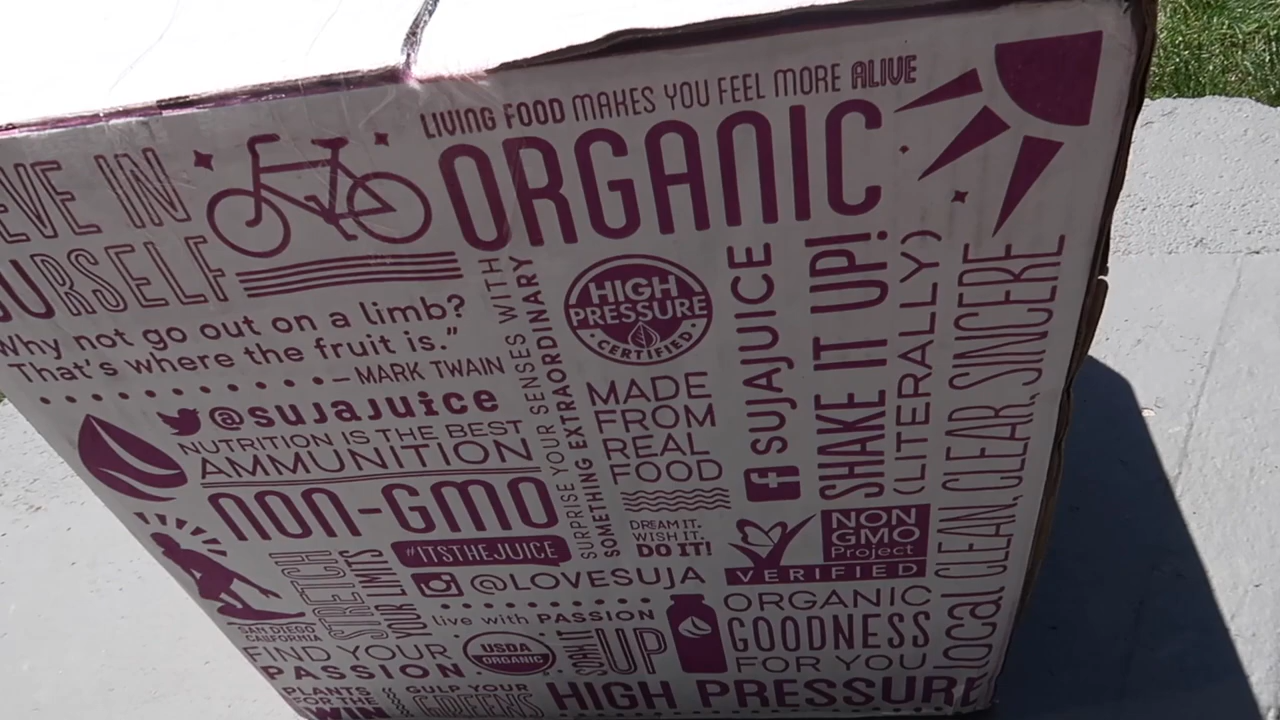 LIVING FOOD MAKES YOU FEEL MORE ALIVE
ORGANIC
EVE IN
OURSELF
Why not go out on a limb?
That's where the fruit is.”
– MARK TWAIN
@sujajuice
NUTRITION IS THE BEST
AMMUNITION
NON-GMO
#ITSTHEJUICE
@LOVESUJA
SURPRISE YOUR SENSES WITH
SOMETHING EXTRAORDINARY
HIGH
PRESSURE
CERTIFIED
MADE
FROM
REAL
FOOD
DREAM IT.
WISH IT.
DO IT!
SUJAJUICE
SHAKE IT UP!
(LITERALLY)
local CLEAN, CLEAR, SINCERE
NON
GMO
Project
VERIFIED
STRETCH
YOUR LIMITS
SAN DIEGO
CALIFORNIA
FIND YOUR
PASSION
live with PASSION
USDA
ORGANIC
UP
ORGANIC
GOODNESS
FOR YOU
PLANTS
FOR THE
WIN
GULP YOUR
GREENS
HIGH PRESSURE